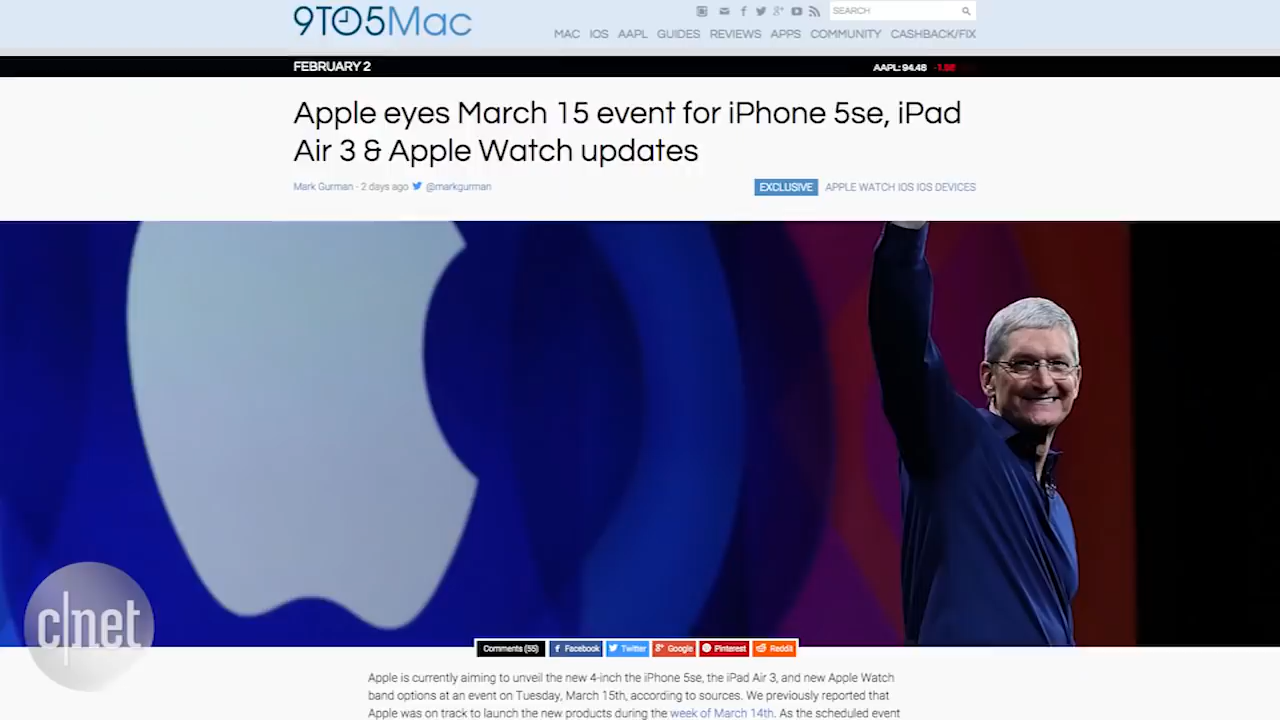 9TO5Mac
SEARCH
MAC IOS AAPL GUIDES REVIEWS APPS COMMUNITY CASHBACK/FIX
FEBRUARY 2
AAPL: 94.48
Apple eyes March 15 event for iPhone 5se, iPad
Air 3 & Apple Watch updates
Mark Gurman - 2 days ago @markgurman
EXCLUSIVE APPLE WATCH IOS IOS DEVICES
c|net
Comments (55) Facebook Twitter Google Pinterest Reddit
Apple is currently aiming to unveil the new 4-inch the iPhone 5se, the iPad Air 3, and new Apple Watch
band options at an event on Tuesday, March 15th, according to sources. We previously reported that
Apple was on track to launch the new products during the week of March 14th. As the scheduled event